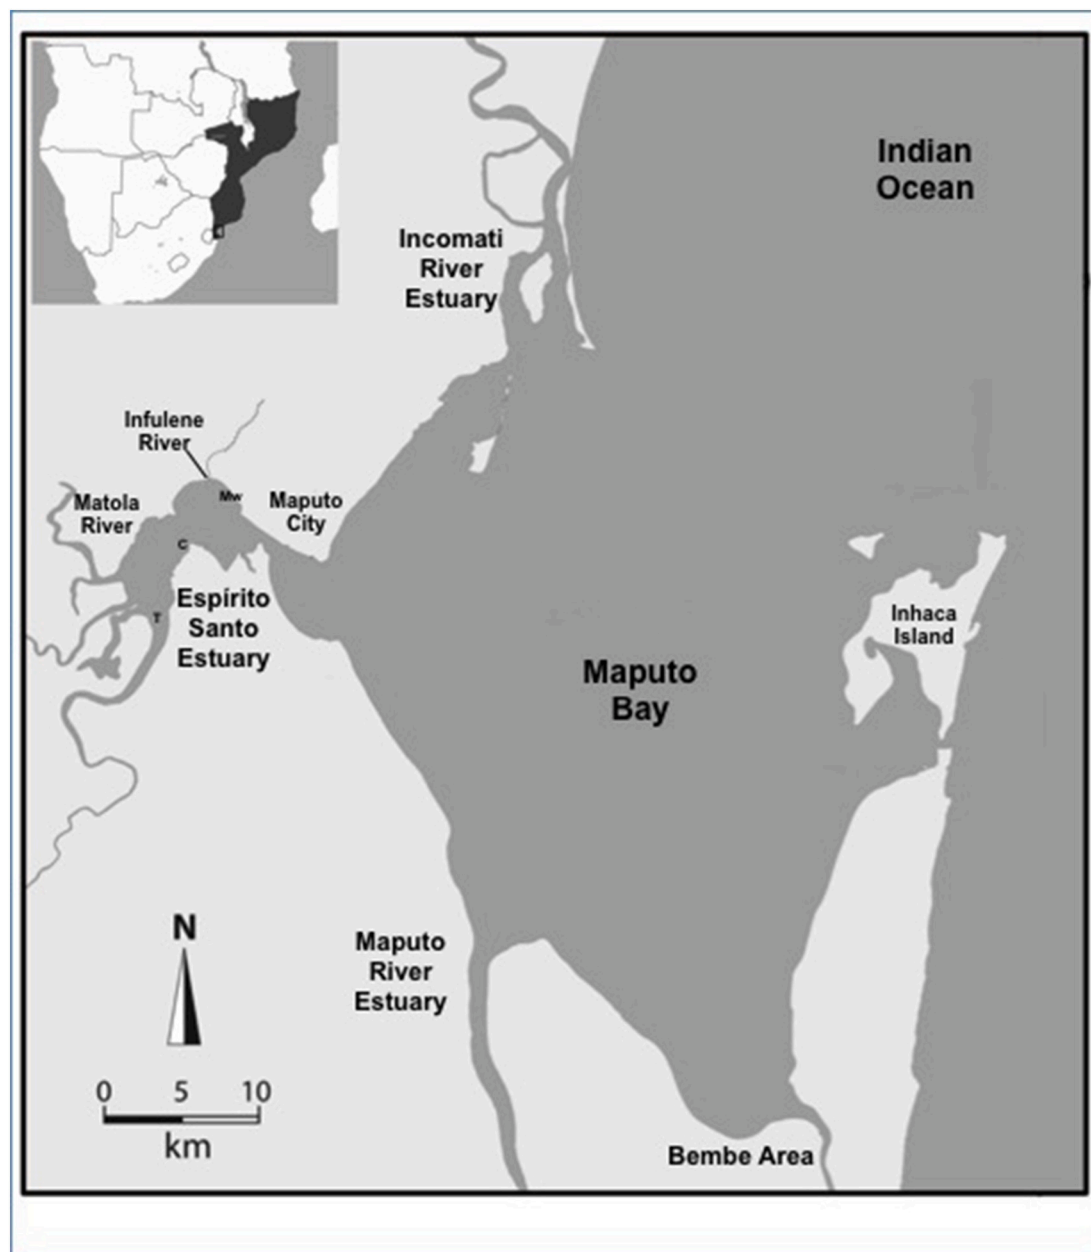 Indian
Ocean
Incomati
River
Estuary
Infulene
River
Matola
River
Mw
Maputo
City
C
T
Espírito
Santo
Estuary
Inhaca
Island
Maputo
Bay
N
Maputo
River
Estuary
0 5 10
km
Bembe Area